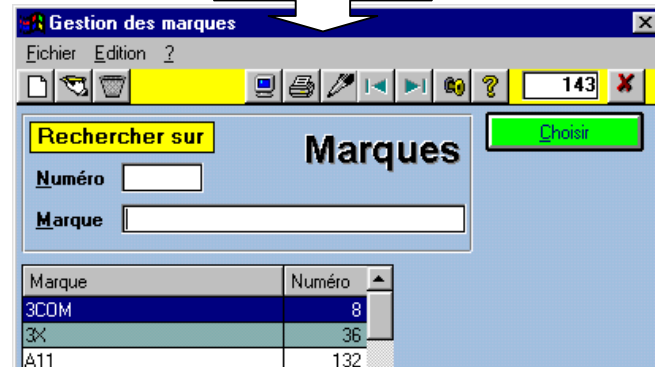 Gestion des marques
Fichier Edition ?
143
Rechercher sur
Marques
Choisir
Numéro
Marque
Marque Numéro
3COM 8
3X 36
A11 132